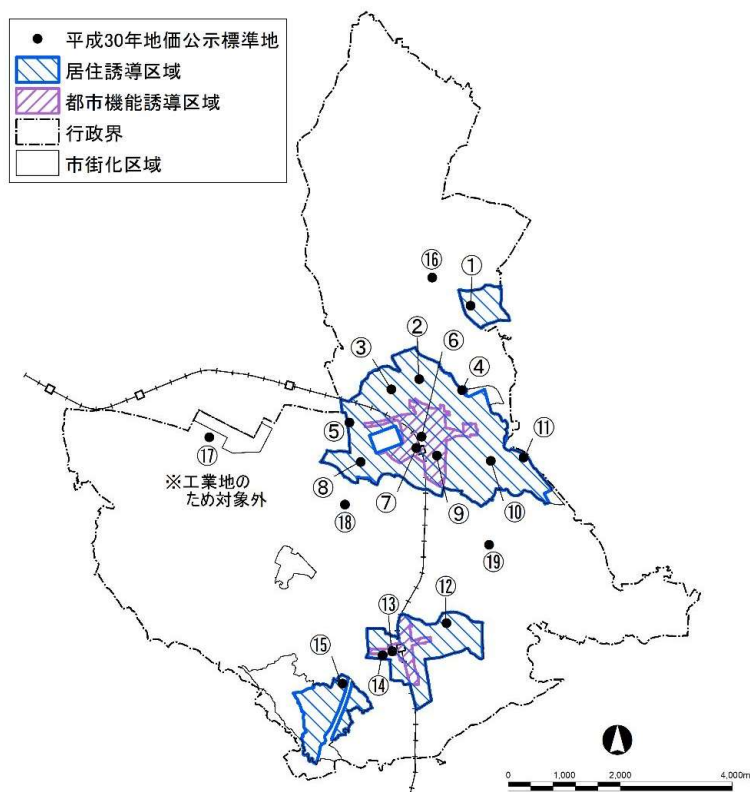 平成30年地価公示標準地
居住誘導区域
都市機能誘導区域
行政界
市街化区域
⑯
①
②
⑥
③
④
⑤
⑪
⑰
※工業地の
ため対象外
⑧
⑦
⑨
⑩
⑱
⑲
⑫
⑬
⑮
⑭
0 1,000 2,000 4,000m